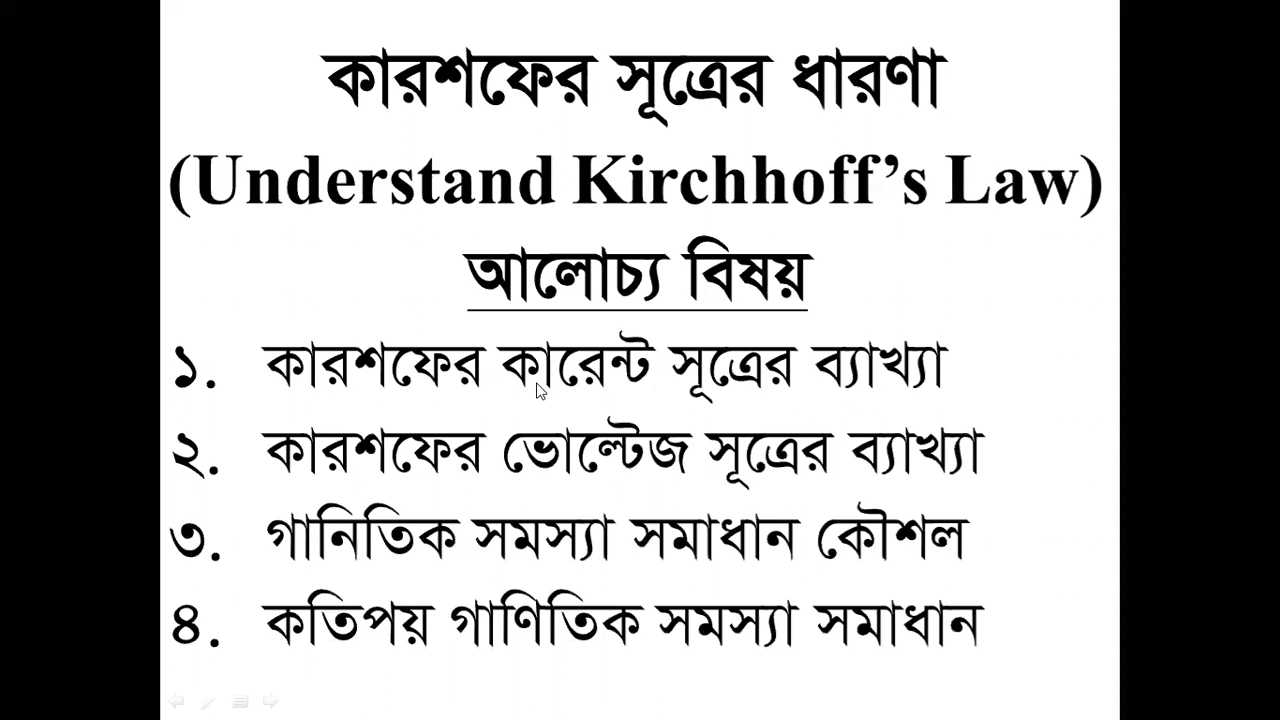 কারশফের সূত্রের ধারণা
(Understand Kirchhoff’s Law)
আলোচ্য বিষয়
১. কারশফের কারেন্ট সূত্রের ব্যাখ্যা
২. কারশফের ভোল্টেজ সূত্রের ব্যাখ্যা
৩. গানিতিক সমস্যা সমাধান কৌশল
৪. কতিপয় গাণিতিক সমস্যা সমাধান